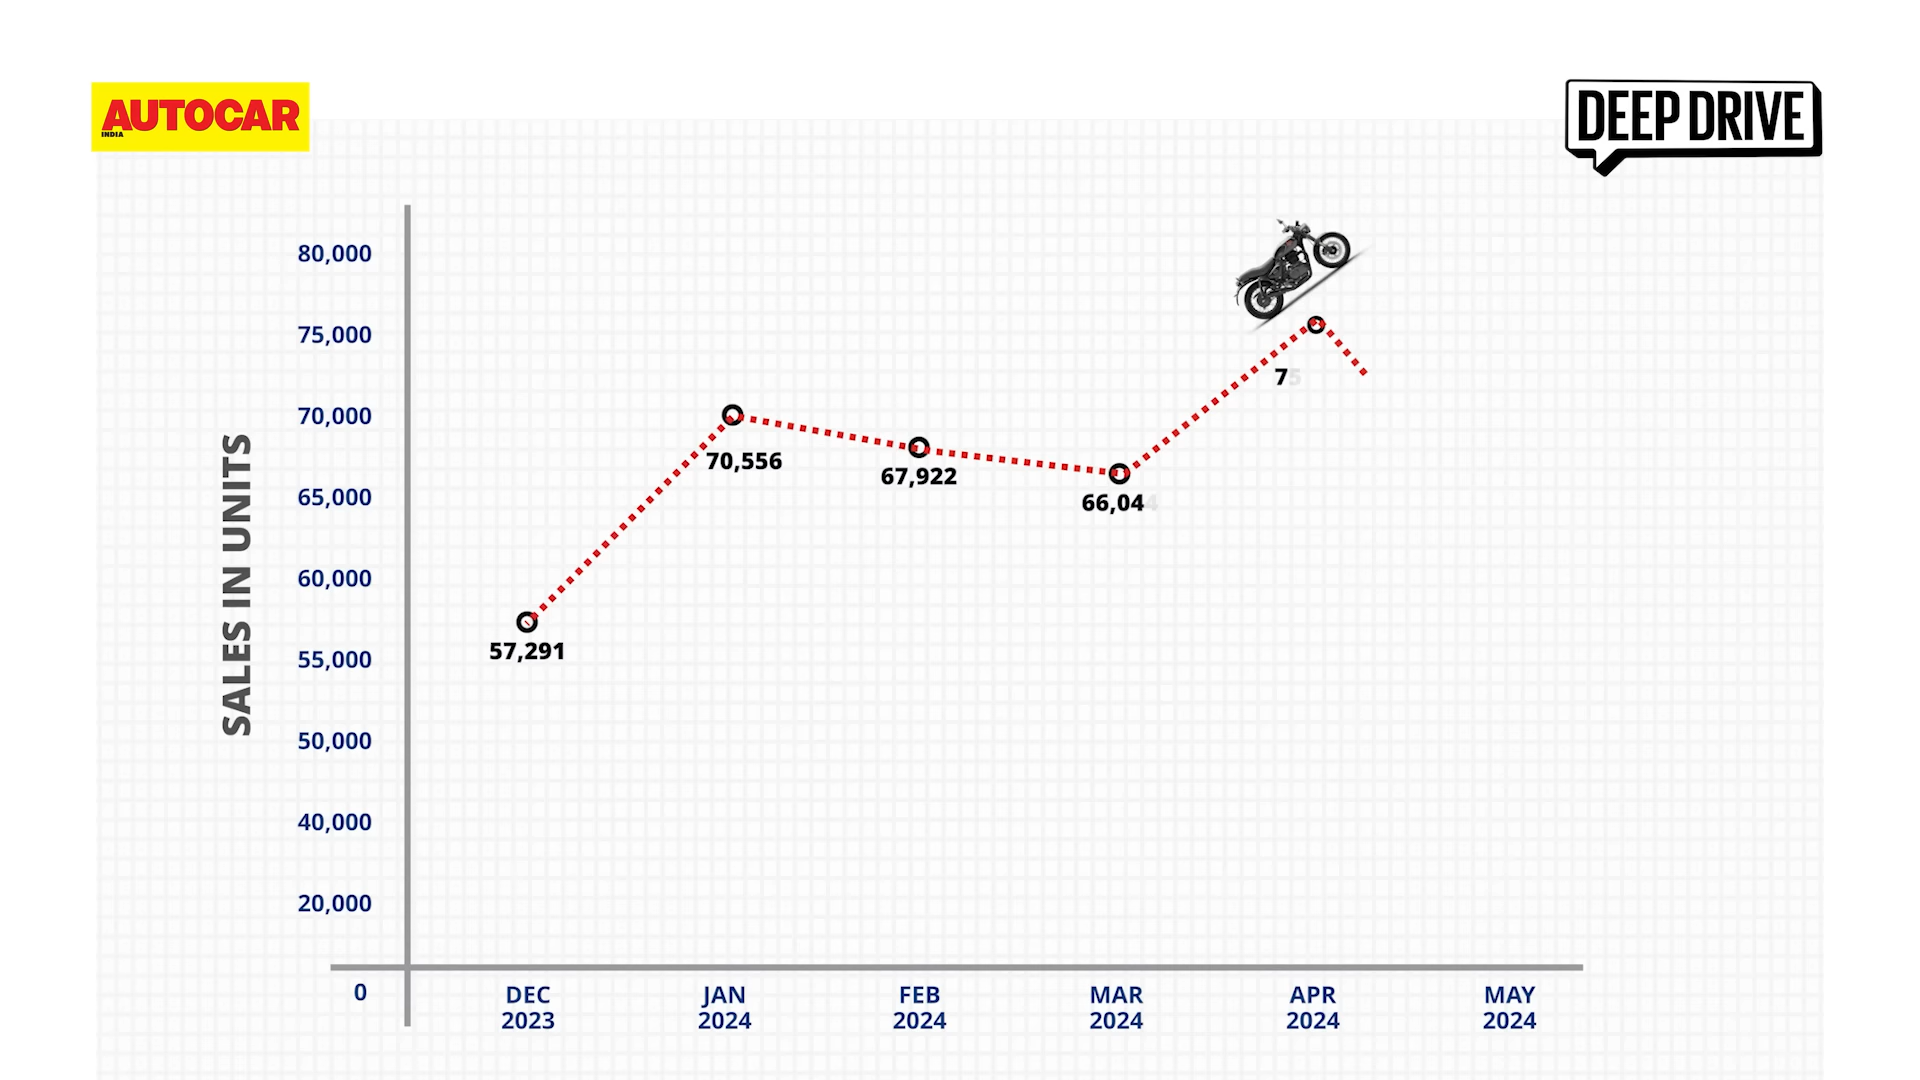 AUTOCAR
INDIA
DEEP DRIVE
SALES IN UNITS
80,000
75,000
70,000
65,000
60,000
55,000
50,000
40,000
20,000
0
57,291
70,556
67,922
66,044
75
DEC
2023
JAN
2024
FEB
2024
MAR
2024
APR
2024
MAY
2024